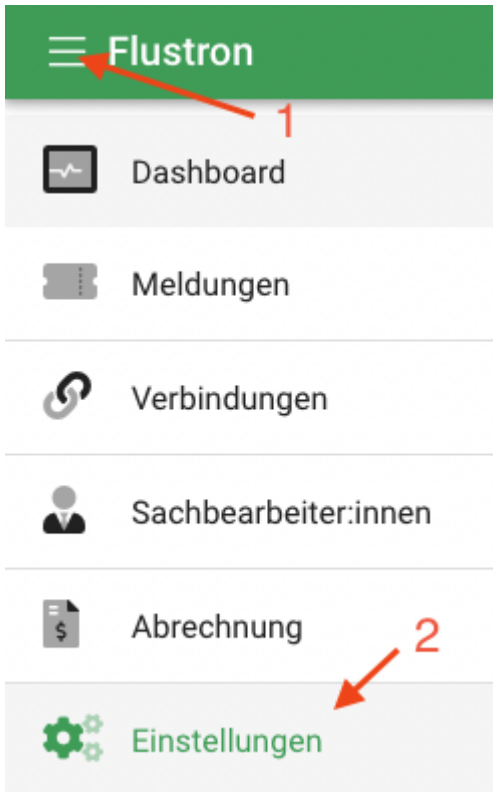 Flustron
1
Dashboard
Meldungen
Verbindungen
Sachbearbeiter:innen
$
Abrechnung
2
Einstellungen